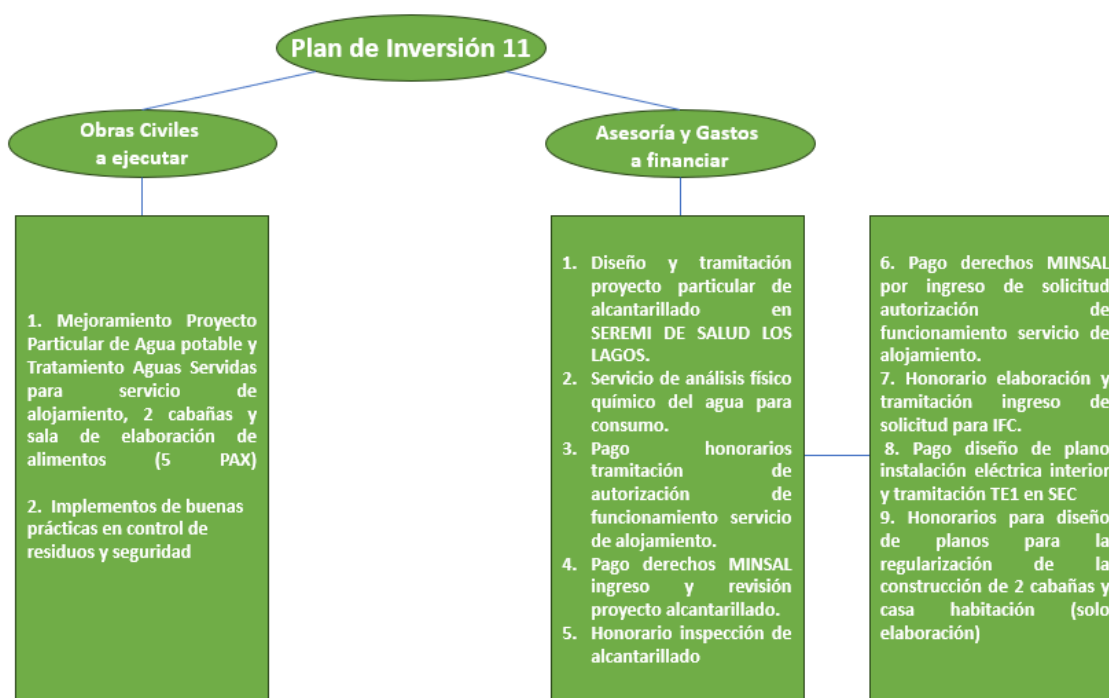 Plan de Inversión 11
Obras Civiles
a ejecutar
Asesoría y Gastos
a financiar
1. Mejoramiento Proyecto
Particular de Agua potable y
Tratamiento Aguas Servidas
para servicio de
alojamiento, 2 cabañas y
sala de elaboración de
alimentos (5 PAX)
2. Implementos de buenas
prácticas en control de
residuos y seguridad
1. Diseño y tramitación
proyecto particular de
alcantarillado en
SEREMI DE SALUD LOS
LAGOS.
2. Servicio de análisis físico
químico del agua para
consumo.
3. Pago honorarios
tramitación de
autorización de
funcionamiento servicio
de alojamiento.
4. Pago derechos MINSAL
ingreso y revisión
proyecto alcantarillado.
5. Honorario inspección de
alcantarillado
6. Pago derechos MINSAL
por ingreso de solicitud
autorización de
funcionamiento servicio de
alojamiento.
7. Honorario elaboración y
tramitación ingreso de
solicitud para IFC.
8. Pago diseño de plano
instalación eléctrica interior
y tramitación TE1 en SEC
9. Honorarios para diseño
de planos para la
regularización de la
construcción de 2 cabañas y
casa habitación (solo
elaboración)